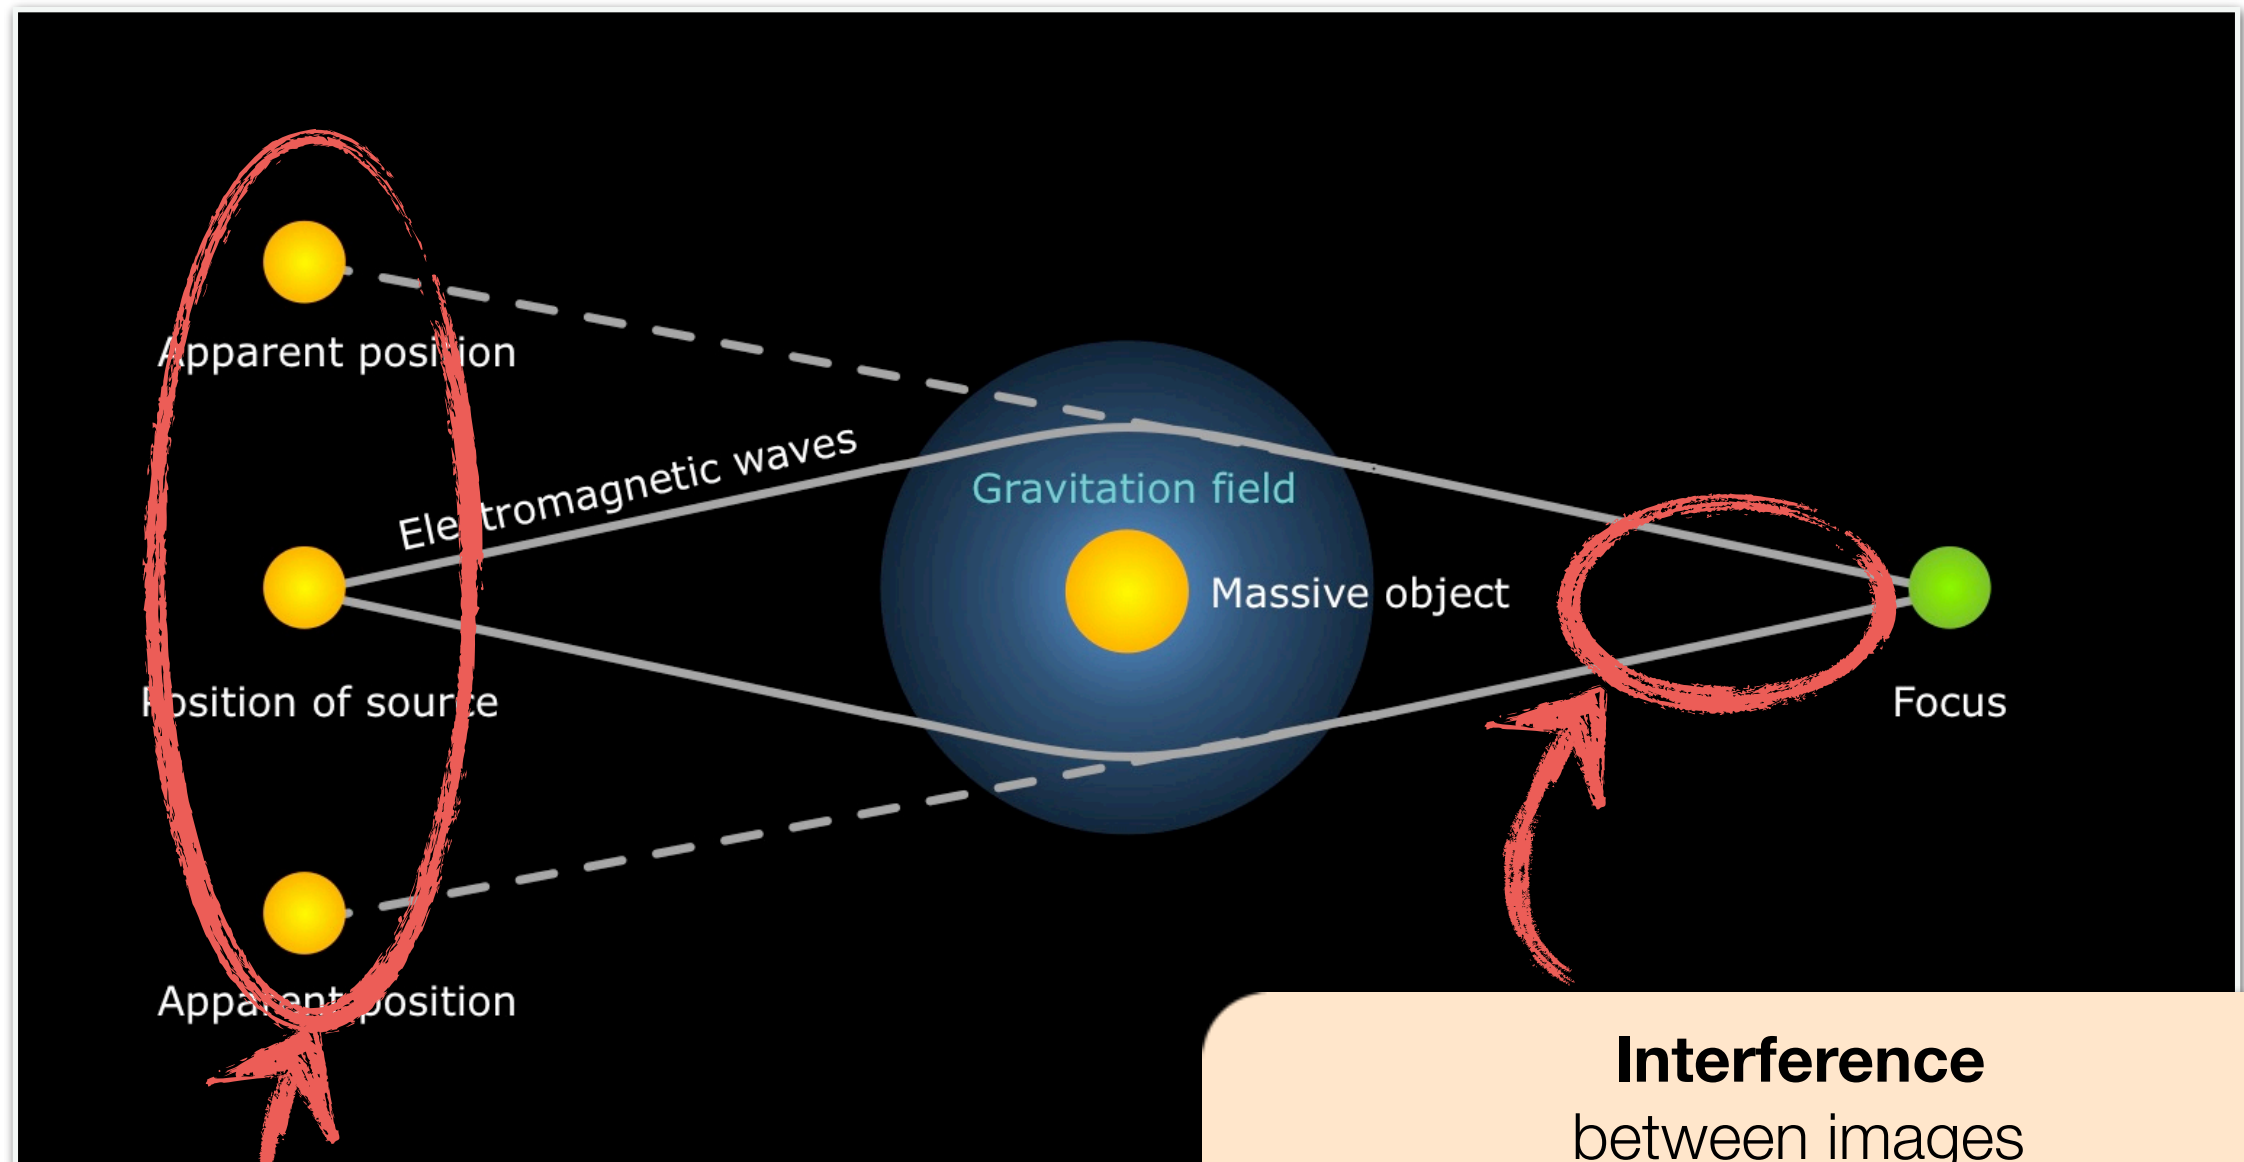 Apparent position
Electromagnetic waves
Gravitation field
Massive object
Position of source
Focus
Apparent position
Interference
between images